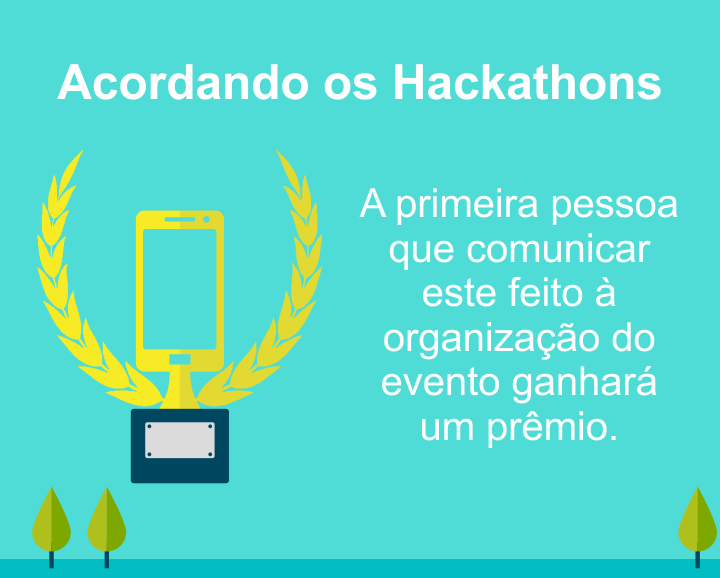 Acordando os Hackathons
A primeira pessoa
que comunicar
este feito à
organização do
evento ganhará
um prêmio.